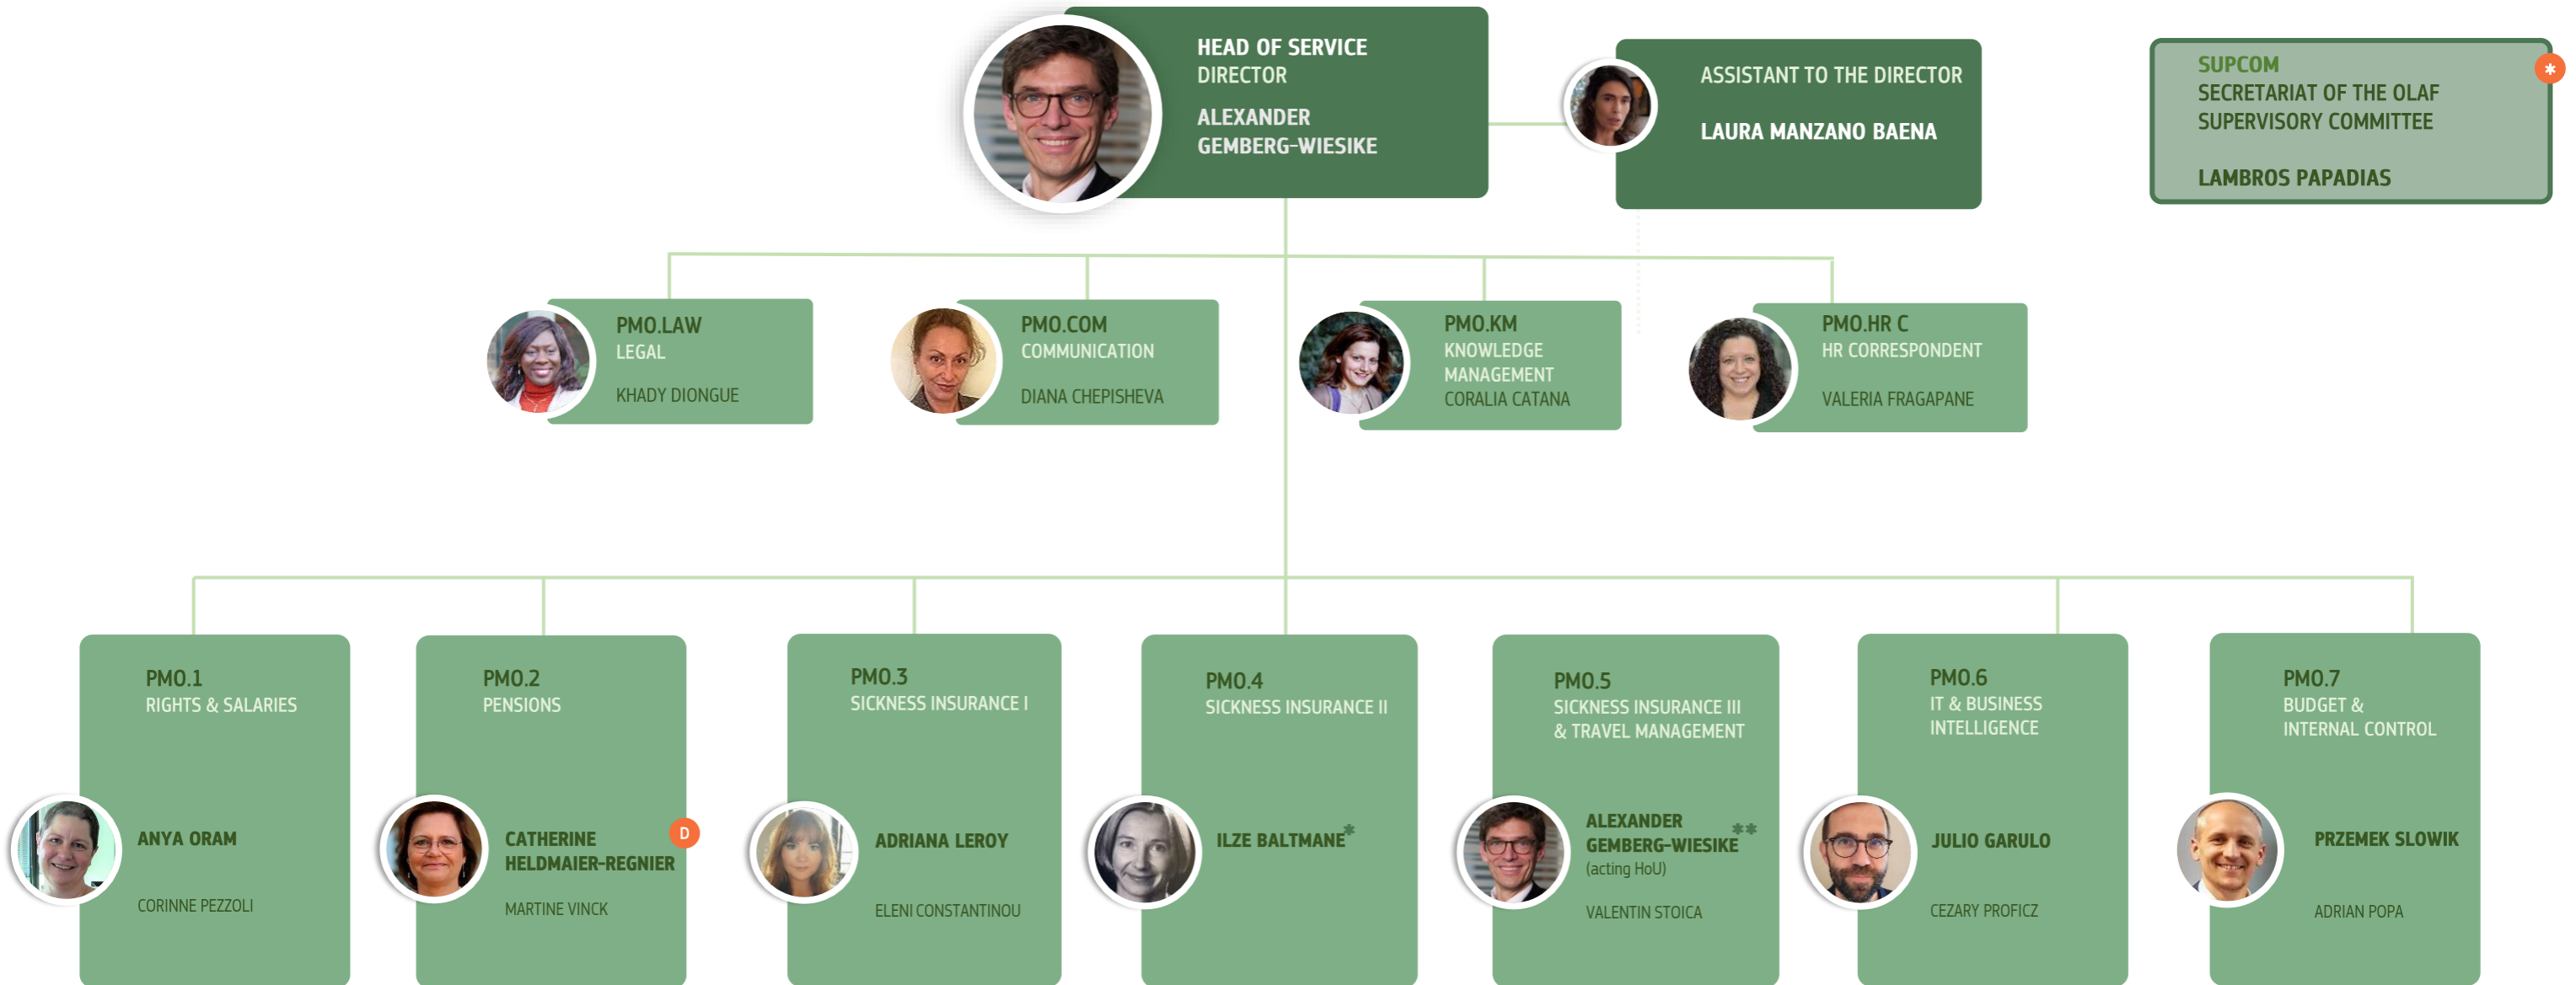 HEAD OF SERVICE
DIRECTOR
ALEXANDER
GEMBERG-WIESIKE
ASSISTANT TO THE DIRECTOR
LAURA MANZANO BAENA
SUPCOM
*
SECRETARIAT OF THE OLAF
SUPERVISORY COMMITTEE
LAMBROS PAPADIAS
PMO.LAW
LEGAL
KHADY DIONGUE
PMO.COM
COMMUNICATION
DIANA CHEPISHEVA
PMO.KM
KNOWLEDGE
MANAGEMENT
CORALIA CATANA
PMO.HR C
HR CORRESPONDENT
VALERIA FRAGAPANE
PMO.1
RIGHTS & SALARIES
ANYA ORAM
CORINNE PEZZOLI
PMO.2
PENSIONS
CATHERINE
HELDMAIER-REGNIER
D
MARTINE VINCK
PMO.3
SICKNESS INSURANCE I
ADRIANA LEROY
ELENI CONSTANTINOU
PMO.4
SICKNESS INSURANCE II
ILZE BALTMANE*
PMO.5
SICKNESS INSURANCE III
& TRAVEL MANAGEMENT
ALEXANDER
GEMBERG-WIESIKE**
(acting HoU)
VALENTIN STOICA
PMO.6
IT & BUSINESS
INTELLIGENCE
JULIO GARULO
CEZARY PROFICZ
PMO.7
BUDGET &
INTERNAL CONTROL
PRZEMEK SLOWIK
ADRIAN POPA